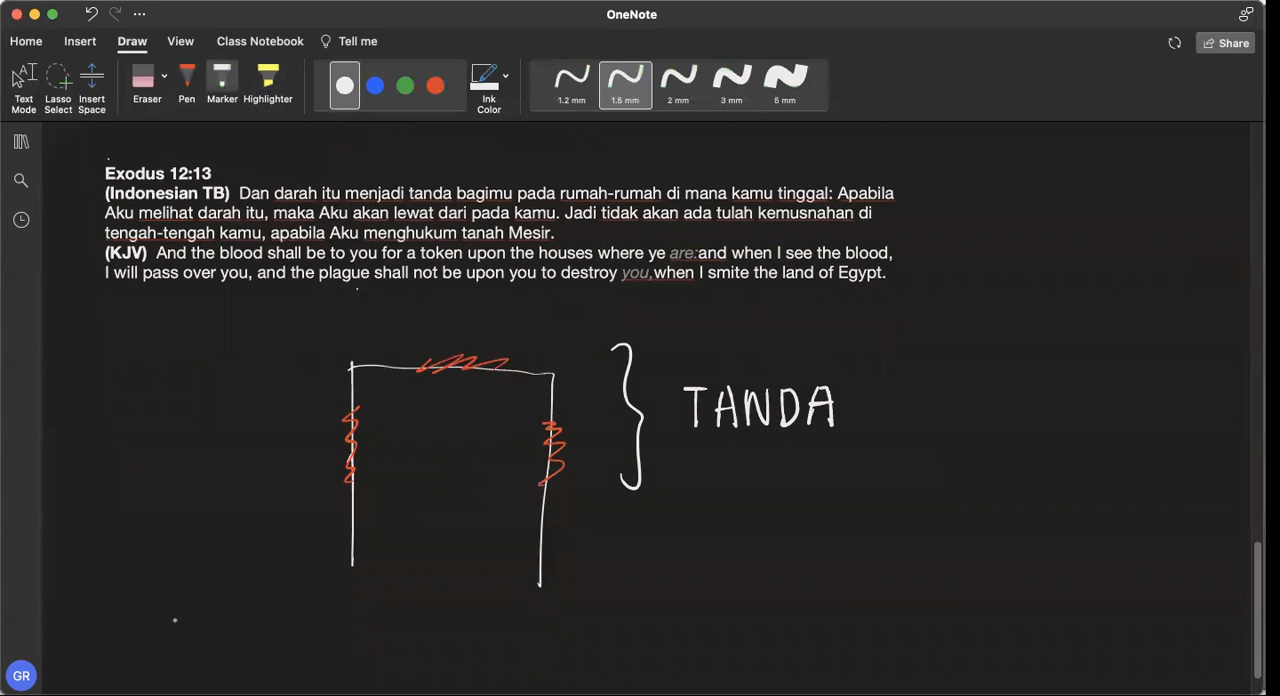 OneNote
Home Insert Draw View Class Notebook Tell me
Share
Text Mode
Lasso Select
Insert Space
Eraser
Pen
Marker
Highlighter
Ink Color
1.2 mm
1.5 mm
2 mm
3 mm
5 mm
Exodus 12:13
(Indonesian TB) Dan darah itu menjadi tanda bagimu pada rumah-rumah di mana kamu tinggal: Apabila
Aku melihat darah itu, maka Aku akan lewat dari pada kamu. Jadi tidak akan ada tulah kemusnahan di
tengah-tengah kamu, apabila Aku menghukum tanah Mesir.
(KJV) And the blood shall be to you for a token upon the houses where ye are:and when I see the blood,
I will pass over you, and the plague shall not be upon you to destroy you,when I smite the land of Egypt.
TANDA
GR